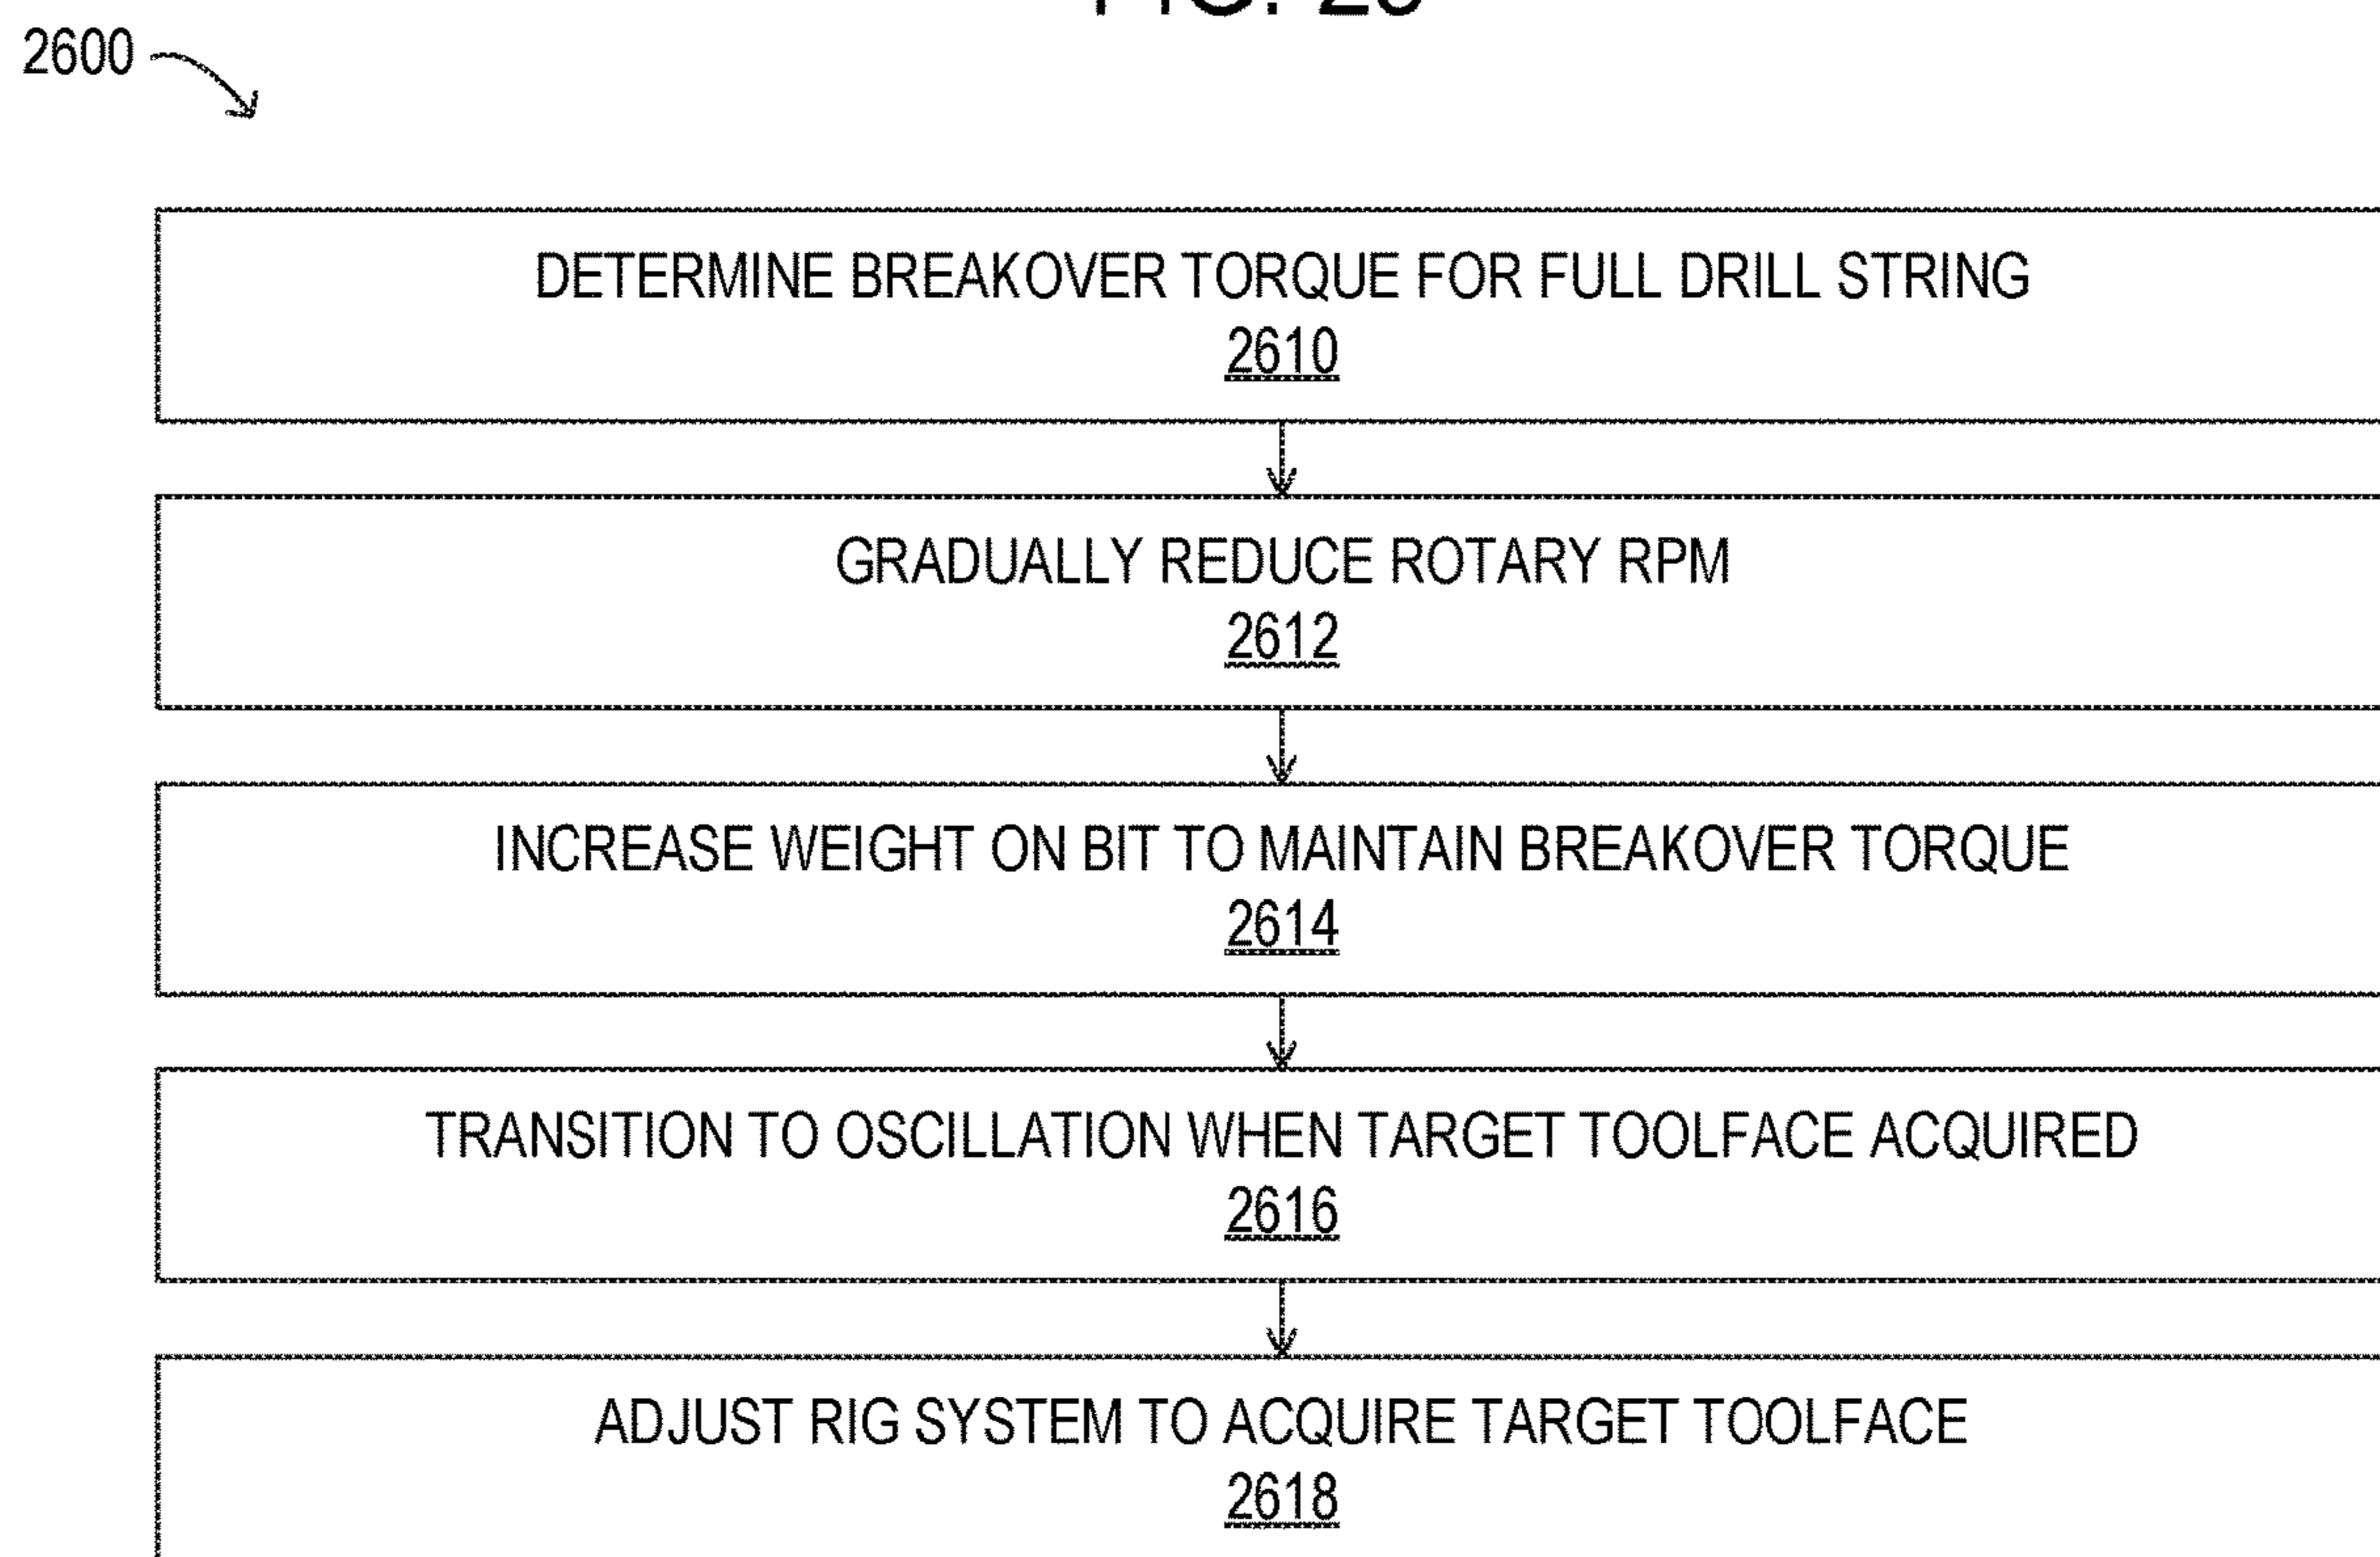 2600
DETERMINE BREAKOVER TORQUE FOR FULL DRILL STRING
2610
GRADUALLY REDUCE ROTARY RPM
2612
INCREASE WEIGHT ON BIT TO MAINTAIN BREAKOVER TORQUE
2614
TRANSITION TO OSCILLATION WHEN TARGET TOOLFACE ACQUIRED
2616
ADJUST RIG SYSTEM TO ACQUIRE TARGET TOOLFACE
2618